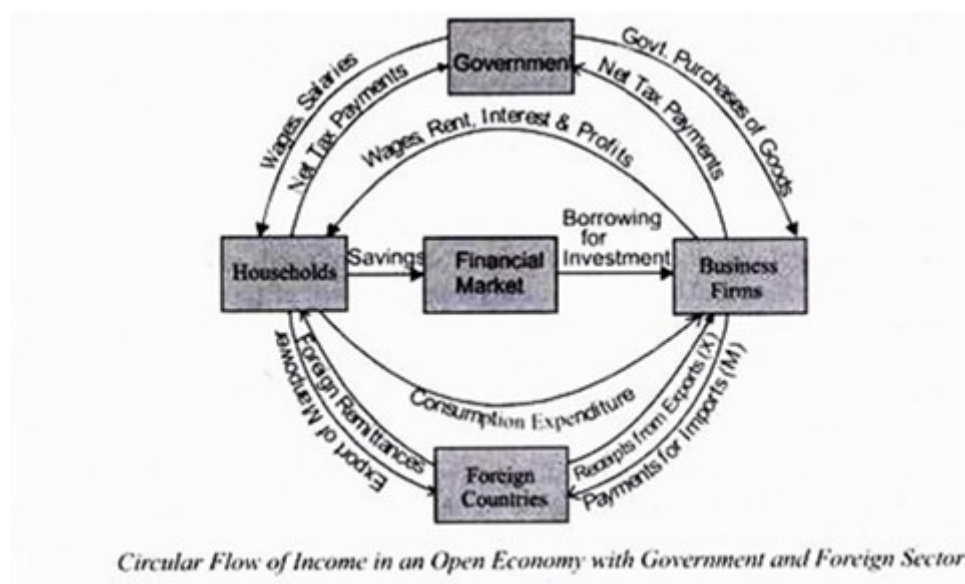 Government
Wages, Salaries
Net Tax Payments
Govt. Purchases of Goods
Net Tax Payments
Wages, Rent, Interest & Profits
Households
Savings
Financial
Market
Borrowing
for
Investment
Business
Firms
Foreign Remittances
Export of Manpower
Consumption Expenditure
Receipts from Exports (X)
Payments for Imports (M)
Foreign
Countries
Circular Flow of Income in an Open Economy with Government and Foreign Sector